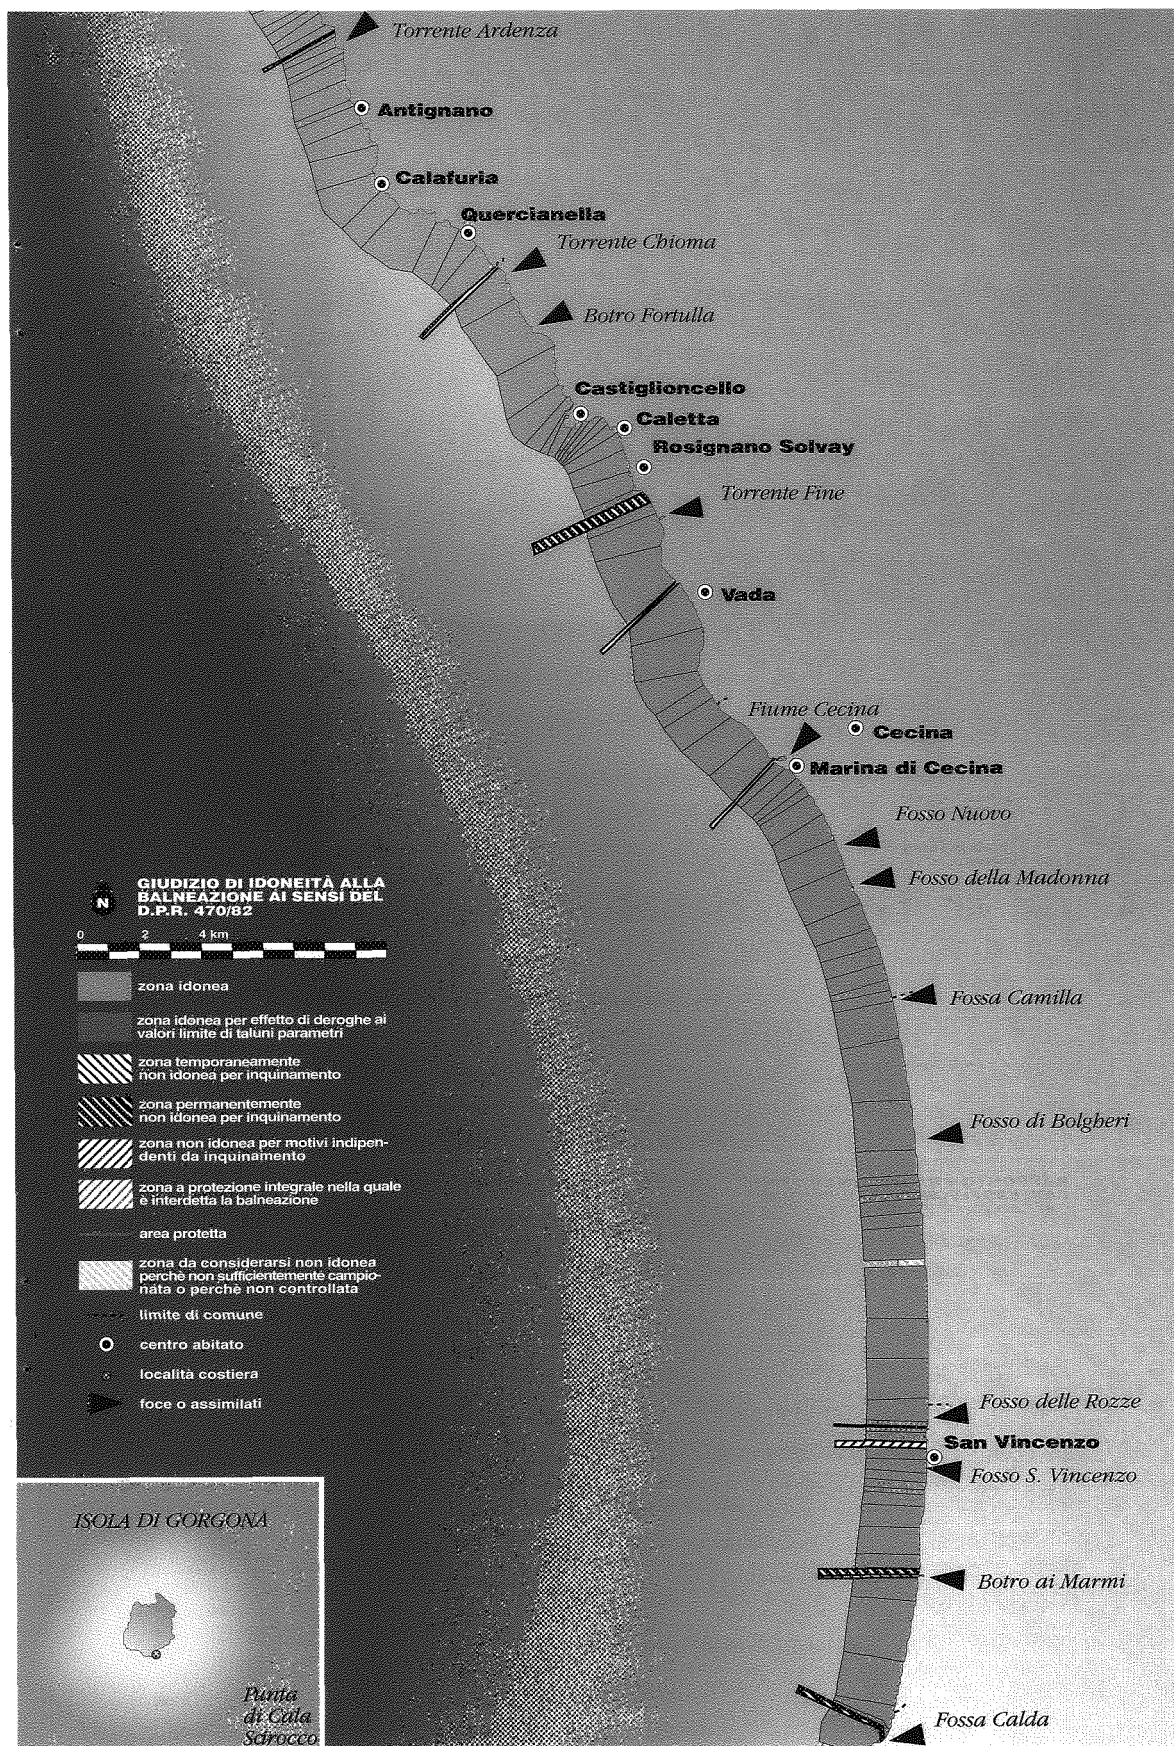 Torrente Ardenza
Antignano
Calafuria
Quercianella
Torrente Chioma
Botro Fortulla
Castiglioncello
Caletta
Rosignano Solvay
Torrente Fine
Vada
Fiume Cecina
Cecina
Marina di Cecina
Fosso Nuovo
Fosso della Madonna
Fossa Camilla
Fosso di Bolgheri
Fosso delle Rozze
San Vincenzo
Fosso S. Vincenzo
Botro ai Marmi
Fossa Calda
N
GIUDIZIO DI IDONEITÀ ALLA
BALNEAZIONE AI SENSI DEL
D.P.R. 470/82
0 2 4 km
zona idonea
zona idonea per effetto di deroghe ai
valori limite di taluni parametri
zona temporaneamente
non idonea per inquinamento
zona permanentemente
non idonea per inquinamento
zona non idonea per motivi indipen-
denti da inquinamento
zona a protezione integrale nella quale
è interdetta la balneazione
area protetta
zona da considerarsi non idonea
perchè non sufficientemente campio-
nata o perchè non controllata
limite di comune
centro abitato
località costiera
foce o assimilati
ISOLA DI GORGONA
Punta
di Cala
Scirocco